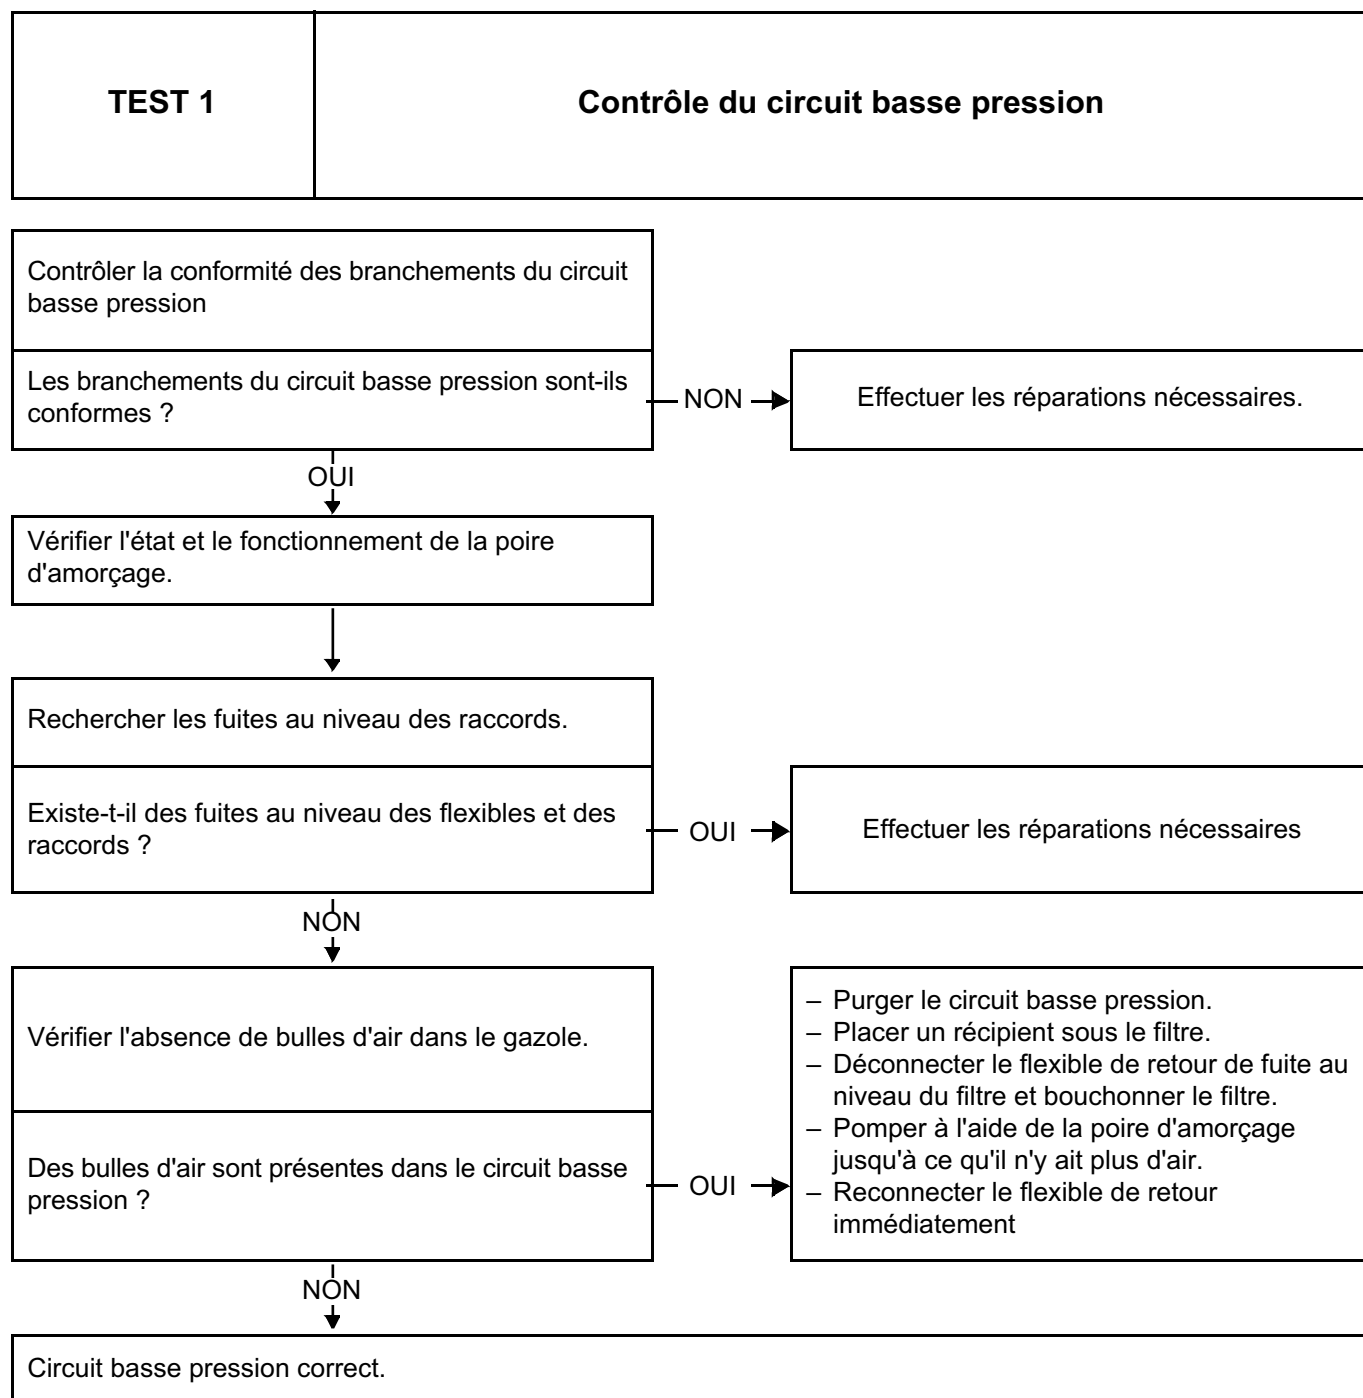 TEST 1
Contrôle du circuit basse pression
Contrôler la conformité des branchements du circuit
basse pression
Les branchements du circuit basse pression sont-ils
conformes ?
NON
Effectuer les réparations nécessaires.
OUI
Vérifier l'état et le fonctionnement de la poire
d'amorçage.
Rechercher les fuites au niveau des raccords.
Existe-t-il des fuites au niveau des flexibles et des
raccords ?
OUI
Effectuer les réparations nécessaires
NON
Vérifier l'absence de bulles d'air dans le gazole.
Des bulles d'air sont présentes dans le circuit basse
pression ?
OUI
– Purger le circuit basse pression.
– Placer un récipient sous le filtre.
– Déconnecter le flexible de retour de fuite au
niveau du filtre et bouchonner le filtre.
– Pomper à l'aide de la poire d'amorçage
jusqu'à ce qu'il n'y ait plus d'air.
– Reconnecter le flexible de retour
immédiatement
NON
Circuit basse pression correct.